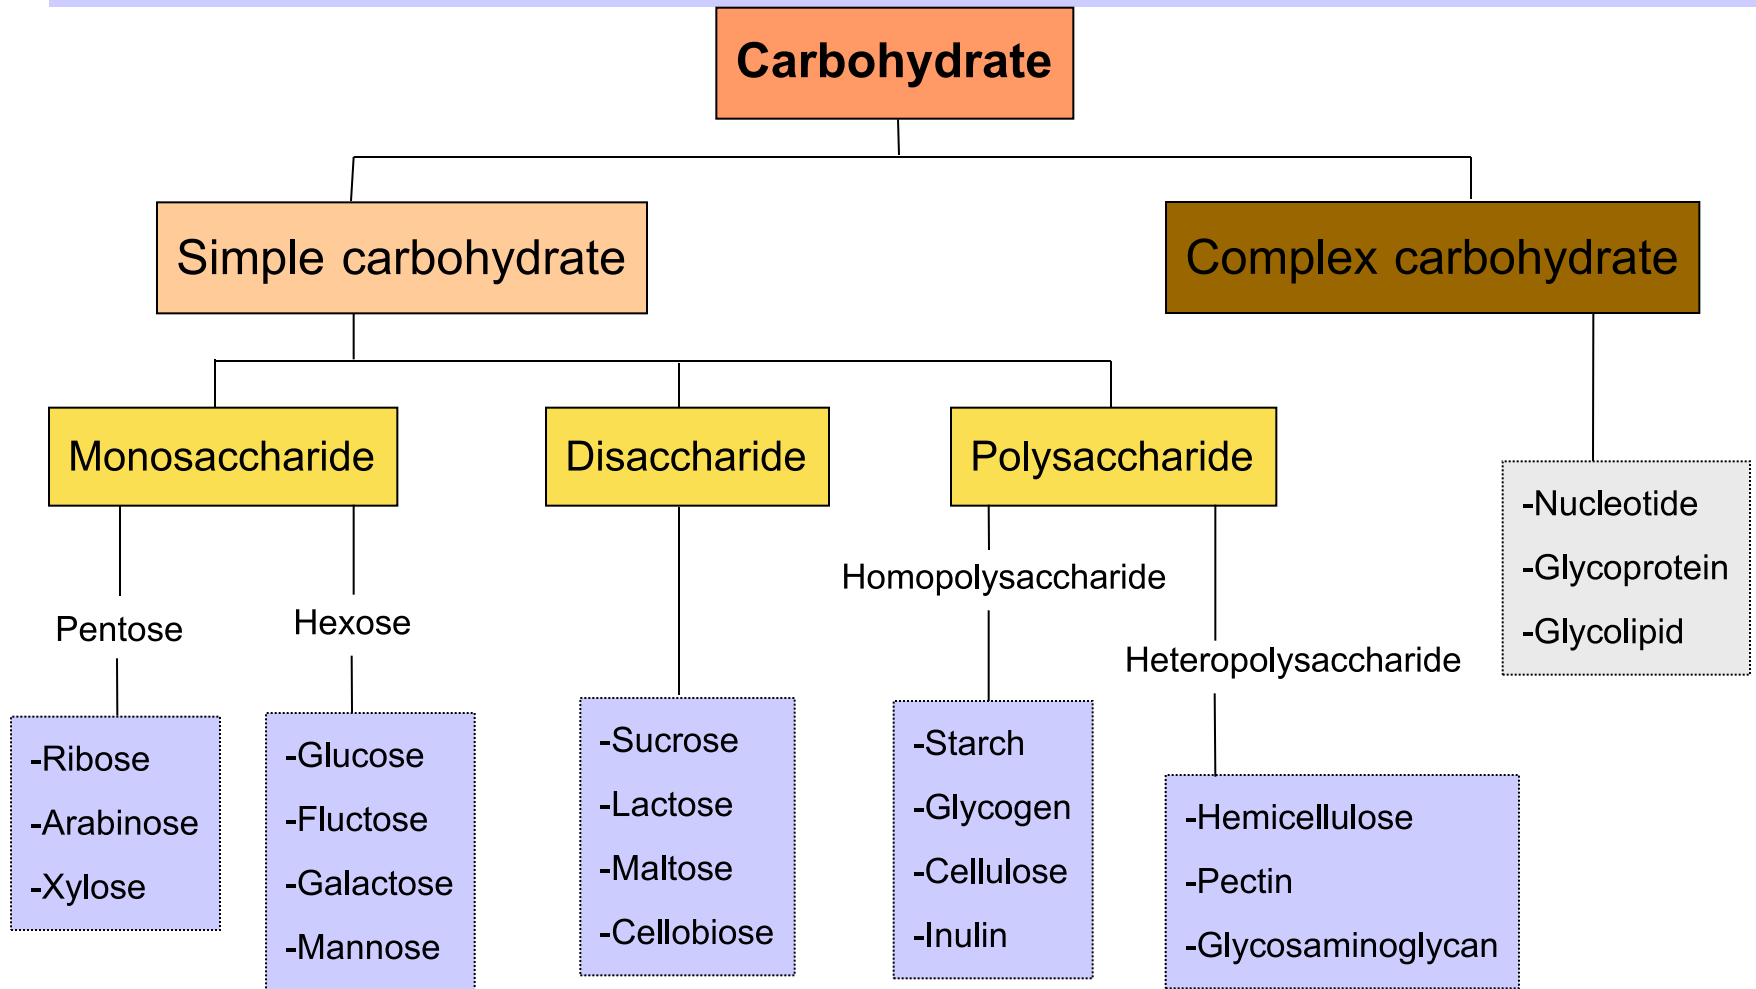 Carbohydrate
Simple carbohydrate
Complex carbohydrate
Monosaccharide
Disaccharide
Polysaccharide
Pentose
Hexose
Homopolysaccharide
Heteropolysaccharide
-Ribose
-Arabinose
-Xylose
-Glucose
-Fluctose
-Galactose
-Mannose
-Sucrose
-Lactose
-Maltose
-Cellobiose
-Starch
-Glycogen
-Cellulose
-Inulin
-Hemicellulose
-Pectin
-Glycosaminoglycan
-Nucleotide
-Glycoprotein
-Glycolipid